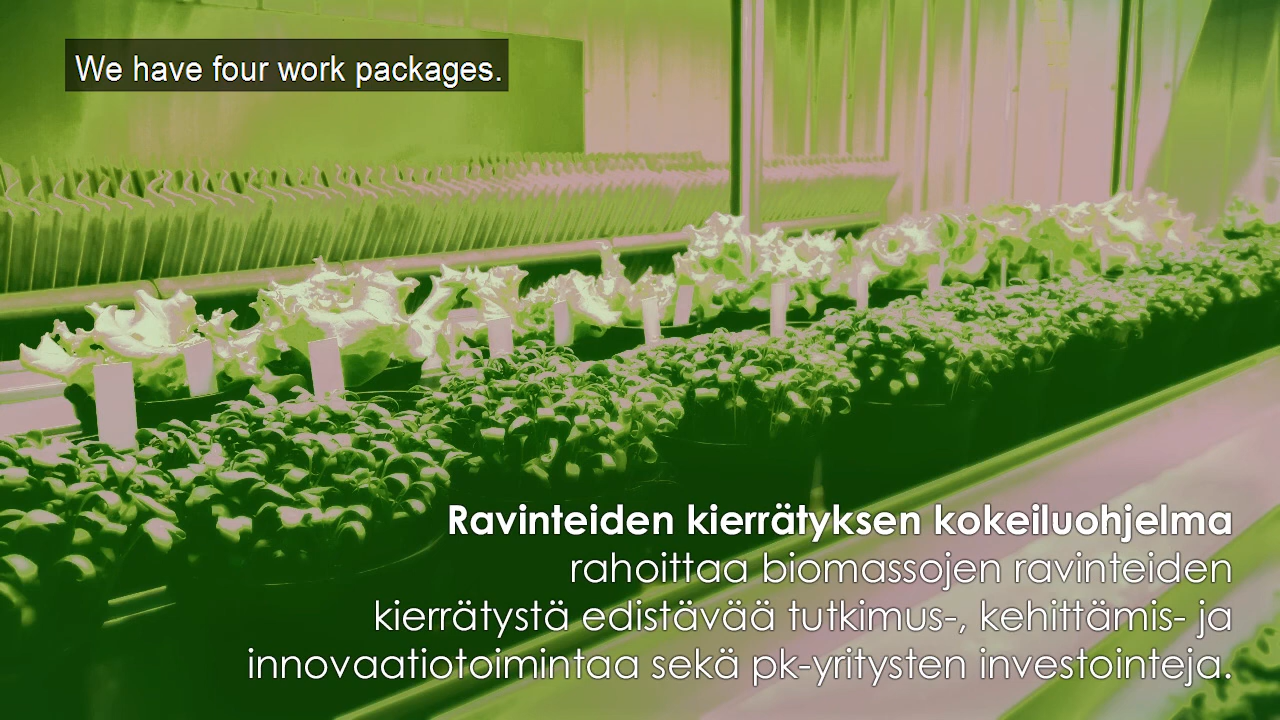 We have four work packages.
Ravinteiden kierrätyksen kokeiluohjelma
rahoittaa biomassojen ravinteiden
kierrätystä edistävää tutkimus-, kehittämis- ja
innovaatiotoimintaa sekä pk-yritysten investointeja.